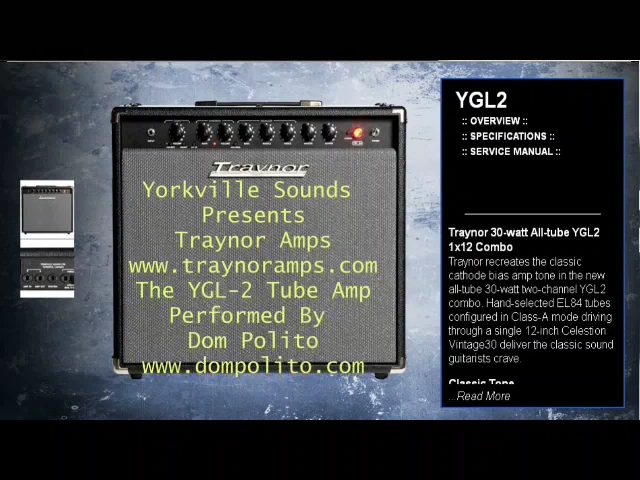 Traynor
Yorkville Sounds
Presents
Traynor Amps
www.traynoramps.com
The YGL-2 Tube Amp
Performed By
Dom Polito
www.dompolito.com
YGL2
:: OVERVIEW ::
:: SPECIFICATIONS ::
:: SERVICE MANUAL ::
Traynor 30-watt All-tube YGL2
1x12 Combo
Traynor recreates the classic
cathode bias amp tone in the new
all-tube 30-watt two-channel YGL2
combo. Hand-selected EL84 tubes
configured in Class-A mode driving
through a single 12-inch Celestion
Vintage30 deliver the classic sound
guitarists crave.
Classic Tone
...Read More